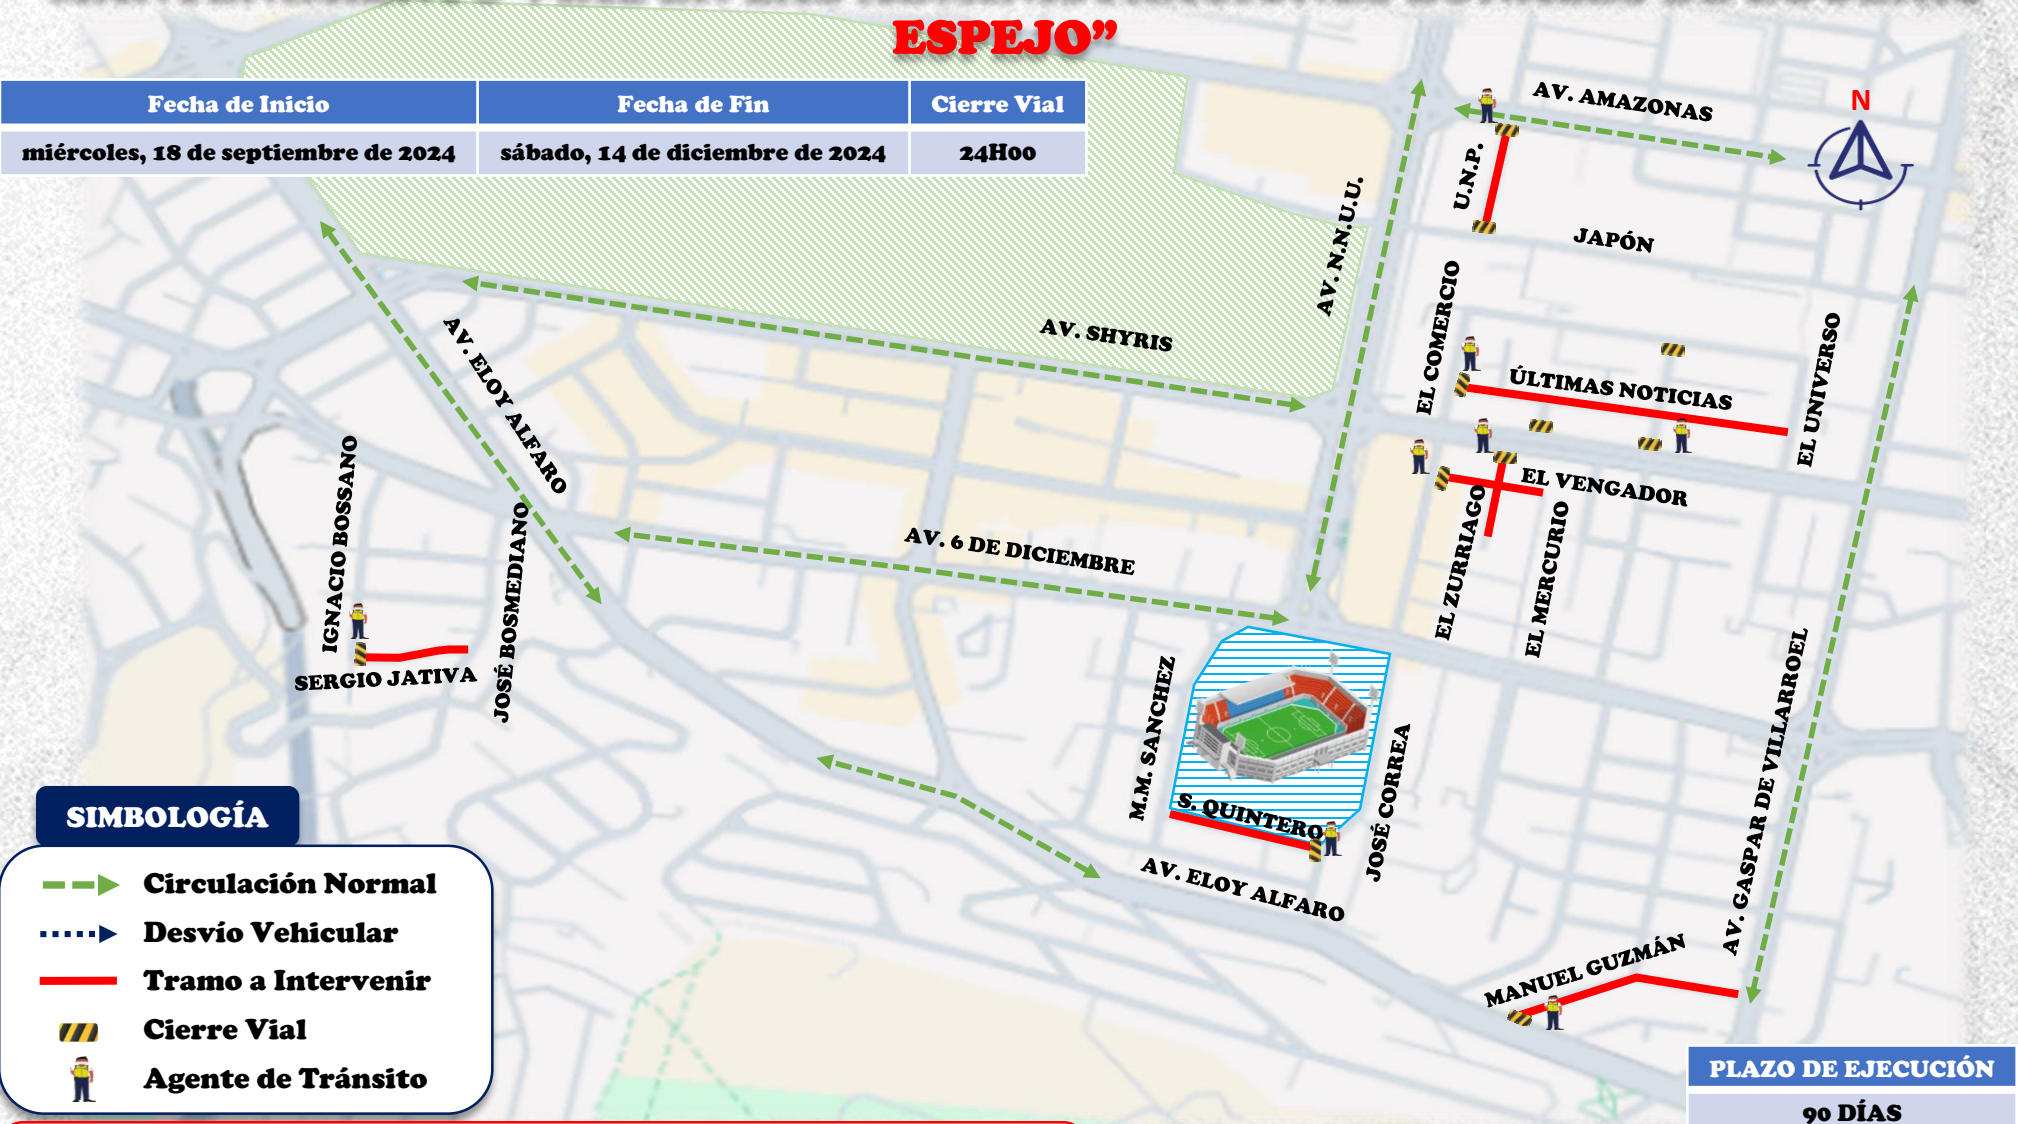 ESPEJO”
Fecha de Inicio
Fecha de Fin
Cierre Vial
miércoles, 18 de septiembre de 2024
sábado, 14 de diciembre de 2024
24H00
AV. AMAZONAS
N
U.N.P.
AV. N.N.U.U.
JAPÓN
EL COMERCIO
AV. SHYRIS
AV. ELOY ALFARO
ÚLTIMAS NOTICIAS
EL UNIVERSO
EL VENGADOR
IGNACIO BOSSANO
JOSÉ BOSMEDIANO
AV. 6 DE DICIEMBRE
EL ZURRIAGO
EL MERCURIO
SERGIO JATIVA
M.M. SANCHEZ
S. QUINTERO
JOSÉ CORREA
AV. GASPAR DE VILLARROEL
AV. ELOY ALFARO
MANUEL GUZMÁN
SIMBOLOGÍA
Circulación Normal
Desvío Vehicular
Tramo a Intervenir
Cierre Vial
Agente de Tránsito
PLAZO DE EJECUCIÓN
90 DÍAS